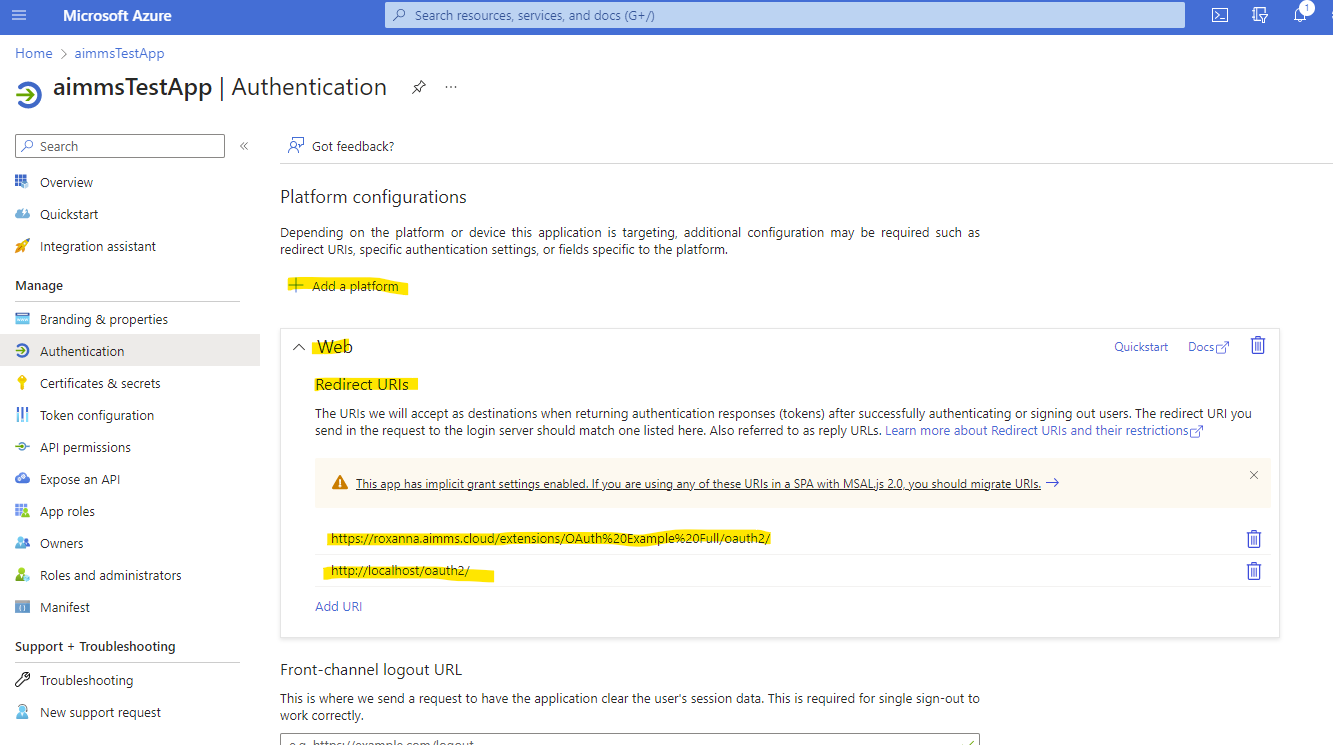 Microsoft Azure
Search resources, services, and docs (G+/)
1
Home > aimmsTestApp
aimmsTestApp | Authentication
...
Search
«
Got feedback?
Overview
Quickstart
Integration assistant
Manage
Branding & properties
Authentication
Certificates & secrets
Token configuration
API permissions
Expose an API
App roles
Owners
Roles and administrators
Manifest
Support + Troubleshooting
Troubleshooting
New support request
Platform configurations
Depending on the platform or device this application is targeting, additional configuration may be required such as
redirect URIs, specific authentication settings, or fields specific to the platform.
+ Add a platform
Web
Quickstart
Docs
Redirect URIs
The URIs we will accept as destinations when returning authentication responses (tokens) after successfully authenticating or signing out users. The redirect URI you
send in the request to the login server should match one listed here. Also referred to as reply URLs. Learn more about Redirect URIs and their restrictions
This app has implicit grant settings enabled. If you are using any of these URIs in a SPA with MSAL.js 2.0, you should migrate URIs. →
https://roxanna.aimms.cloud/extensions/OAuth%20Example%20Full/oauth2/
http://localhost/oauth2/
Add URI
Front-channel logout URL
This is where we send a request to have the application clear the user's session data. This is required for single sign-out to
work correctly.
e.g. https://example.com/logout